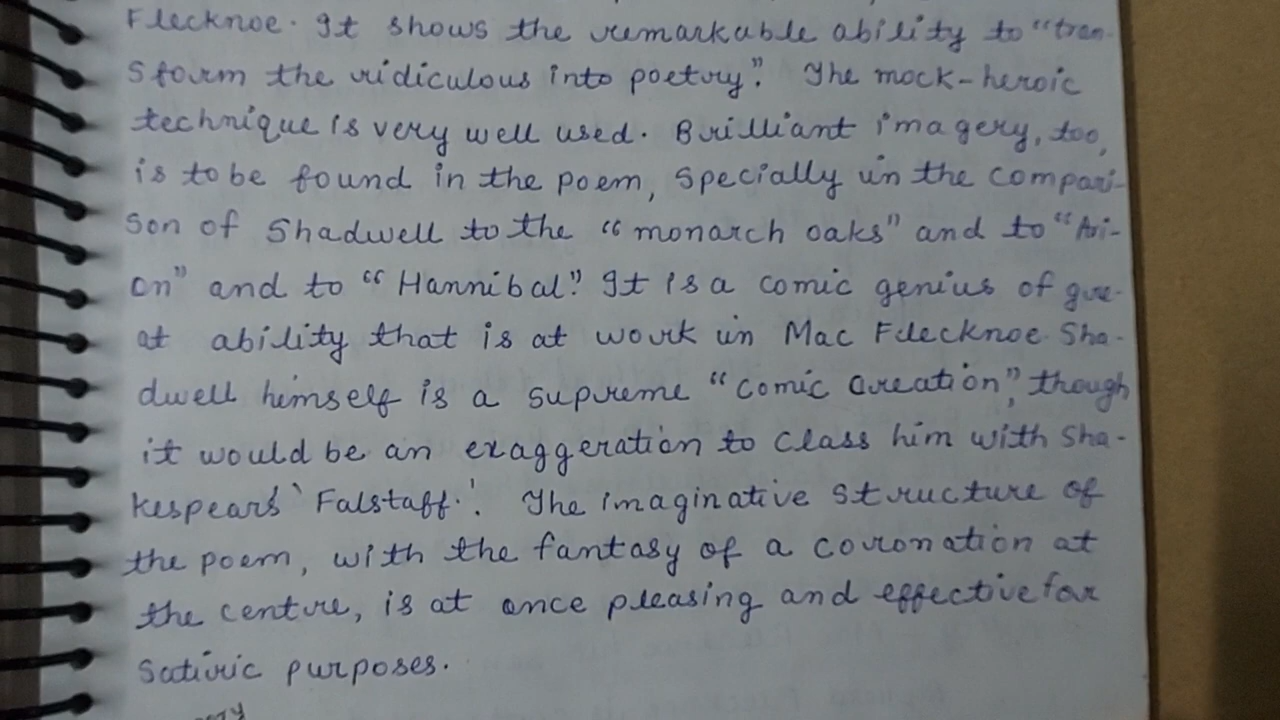 Flecknoe. It shows the remarkable ability to "tran-
sform the ridiculous into poetry". The mock-heroic
technique is very well used. Brilliant imagery, too,
is to be found in the poem, specially in the compari-
son of Shadwell to the "monarch oaks" and to "Ari-
on" and to "Hannibal". It is a comic genius of gre-
at ability that is at work in Mac Flecknoe. Sha-
dwell himself is a supreme "comic creation", though
it would be an exaggeration to class him with Sha-
kespears 'Falstaff.'. The imaginative structure of
the poem, with the fantasy of a coronation at
the centre, is at once pleasing and effective for
satiric purposes.